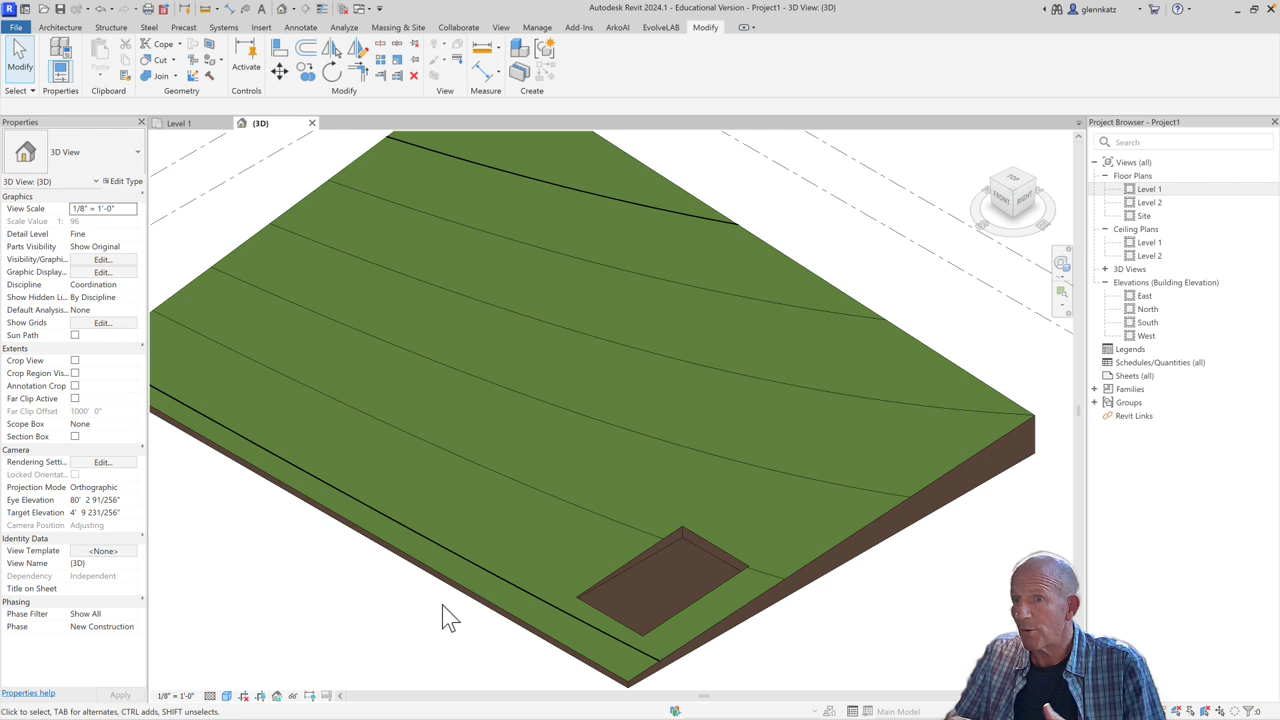 Autodesk Revit 2024.1 - Educational Version - Project1 - 3D View: {3D}
glennkatz
File Architecture Structure Steel Precast Systems Insert Annotate Analyze Massing & Site Collaborate View Manage Add-Ins ArkoAI EvolveLAB Modify
Cope
Cut
Join
Modify Properties Paste Activate
Select Properties Clipboard Geometry Controls Modify View Measure Create
Properties
Level 1
{3D}
Project Browser - Project1
3D View
Search
3D View: {3D} Edit Type
Graphics
View Scale 1/8" = 1'-0"
Scale Value 1: 96
Detail Level Fine
Parts Visibility Show Original
Visibility/Graphi... Edit...
Graphic Display... Edit...
Discipline Coordination
Show Hidden Li... By Discipline
Default Analysis... None
Show Grids Edit...
Sun Path
Extents
Crop View
Crop Region Vis...
Annotation Crop
Far Clip Active
Far Clip Offset 1000' 0"
Scope Box None
Section Box
Camera
Rendering Setti... Edit...
Locked Orientat...
Projection Mode Orthographic
Eye Elevation 80' 2 91/256"
Target Elevation 4' 9 231/256"
Camera Position Adjusting
Identity Data
View Template <None>
View Name {3D}
Dependency Independent
Title on Sheet
Phasing
Phase Filter Show All
Phase New Construction
Properties help Apply
TOP
FRONT
RIGHT
Views (all)
Floor Plans
Level 1
Level 2
Site
Ceiling Plans
Level 1
Level 2
3D Views
Elevations (Building Elevation)
East
North
South
West
Legends
Schedules/Quantities (all)
Sheets (all)
Families
Groups
Revit Links
1/8" = 1'-0"
Click to select, TAB for alternates, CTRL adds, SHIFT unselects.
Main Model
:0